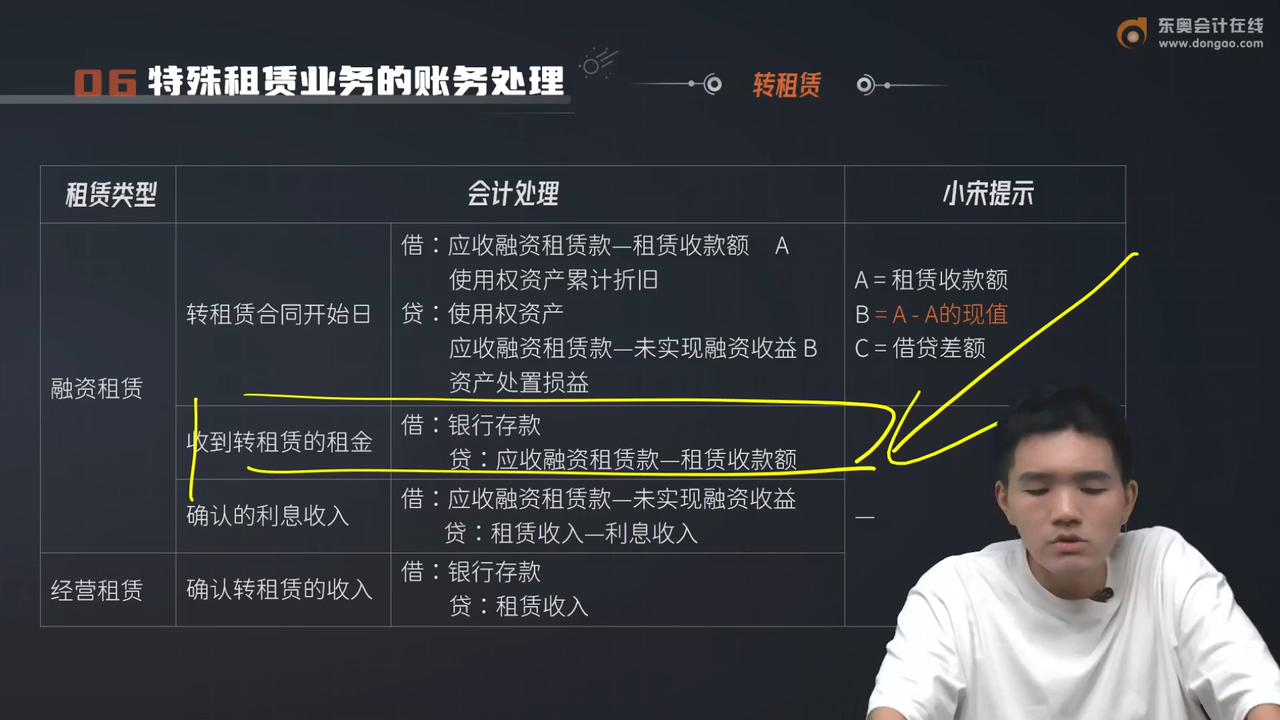 东奥会计在线
www.dongao.com
06 特殊租赁业务的账务处理
转租赁
租赁类型
会计处理
小宋提示
融资租赁
转租赁合同开始日
借：应收融资租赁款—租赁收款额 A
使用权资产累计折旧
贷：使用权资产
应收融资租赁款—未实现融资收益 B
资产处置损益
A = 租赁收款额
B = A - A的现值
C = 借贷差额
收到转租赁的租金
借：银行存款
贷：应收融资租赁款—租赁收款额
确认的利息收入
借：应收融资租赁款—未实现融资收益
贷：租赁收入—利息收入
—
经营租赁
确认转租赁的收入
借：银行存款
贷：租赁收入